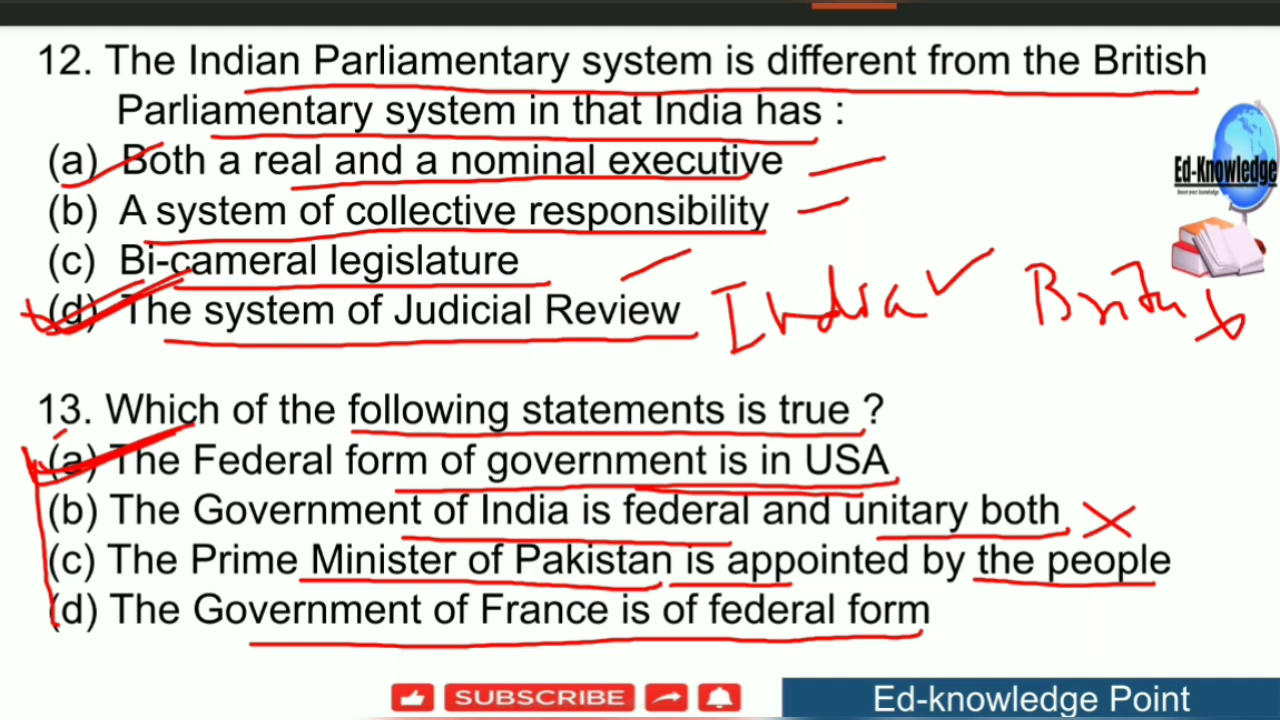 12. The Indian Parliamentary system is different from the British
Parliamentary system in that India has :
(a) Both a real and a nominal executive
(b) A system of collective responsibility
(c) Bi-cameral legislature
(d) The system of Judicial Review
India
Ed-Knowledge
13. Which of the following statements is true ?
(a) The Federal form of government is in USA
(b) The Government of India is federal and unitary both
(c) The Prime Minister of Pakistan is appointed by the people
(d) The Government of France is of federal form
SUBSCRIBE
Ed-knowledge Point